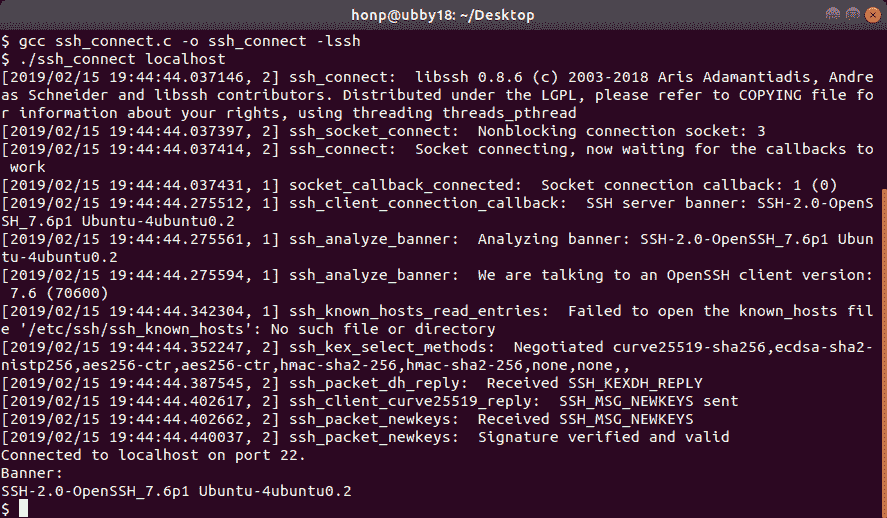 honp@ubby18: ~/Desktop
$ gcc ssh_connect.c -o ssh_connect -lssh
$ ./ssh_connect localhost
[2019/02/15 19:44:44.037146, 2] ssh_connect:  libssh 0.8.6 (c) 2003-2018 Aris Adamantiadis, Andre
as Schneider and libssh contributors. Distributed under the LGPL, please refer to COPYING file fo
r information about your rights, using threading threads_pthread
[2019/02/15 19:44:44.037397, 2] ssh_socket_connect:  Nonblocking connection socket: 3
[2019/02/15 19:44:44.037414, 2] ssh_connect:  Socket connecting, now waiting for the callbacks to
 work
[2019/02/15 19:44:44.037431, 1] socket_callback_connected:  Socket connection callback: 1 (0)
[2019/02/15 19:44:44.275512, 1] ssh_client_connection_callback:  SSH server banner: SSH-2.0-OpenS
SH_7.6p1 Ubuntu-4ubuntu0.2
[2019/02/15 19:44:44.275561, 1] ssh_analyze_banner:  Analyzing banner: SSH-2.0-OpenSSH_7.6p1 Ubun
tu-4ubuntu0.2
[2019/02/15 19:44:44.275594, 1] ssh_analyze_banner:  We are talking to an OpenSSH client version:
 7.6 (70600)
[2019/02/15 19:44:44.342304, 1] ssh_known_hosts_read_entries:  Failed to open the known_hosts fil
e '/etc/ssh/ssh_known_hosts': No such file or directory
[2019/02/15 19:44:44.352247, 2] ssh_kex_select_methods:  Negotiated curve25519-sha256,ecdsa-sha2-
nistp256,aes256-ctr,aes256-ctr,hmac-sha2-256,hmac-sha2-256,none,none,,
[2019/02/15 19:44:44.387545, 2] ssh_packet_dh_reply:  Received SSH_KEXDH_REPLY
[2019/02/15 19:44:44.402617, 2] ssh_client_curve25519_reply:  SSH_MSG_NEWKEYS sent
[2019/02/15 19:44:44.402662, 2] ssh_packet_newkeys:  Received SSH_MSG_NEWKEYS
[2019/02/15 19:44:44.440037, 2] ssh_packet_newkeys:  Signature verified and valid
Connected to localhost on port 22.
Banner:
SSH-2.0-OpenSSH_7.6p1 Ubuntu-4ubuntu0.2
$